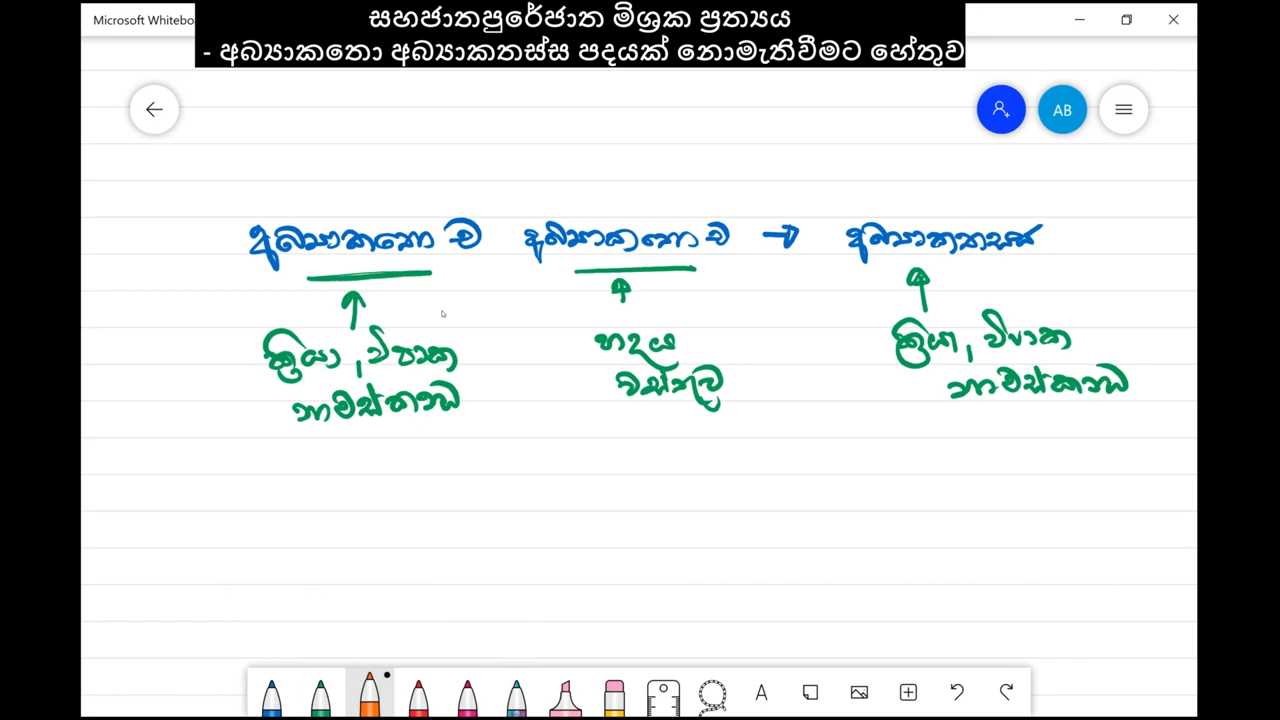 Microsoft Whitebo
සහජාතපුරේජාත මිශ්‍රක ප්‍රත්‍යය
- අබ්‍යාකතො අබ්‍යාකතස්ස පදයක් නොමැතිවීමට හේතුව
AB
අබ්‍යාකතො ච අබ්‍යාකතො ච → අබ්‍යාකතස්ස
ක්‍රියා, විපාක හදය ක්‍රියා, විපාක
නාමස්කන්ධ වස්තුව නාමස්කන්ධ
A